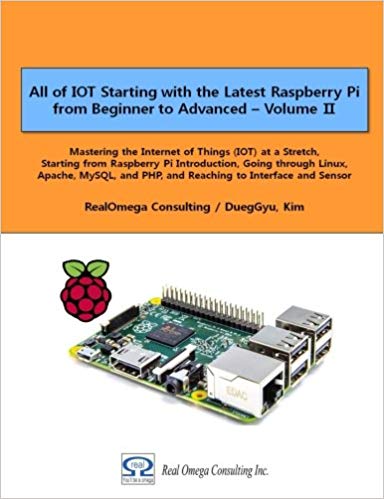 All of IOT Starting with the Latest Raspberry Pi
from Beginner to Advanced – Volume II
Mastering the Internet of Things (IOT) at a Stretch,
Starting from Raspberry Pi Introduction, Going through Linux,
Apache, MySQL, and PHP, and Reaching to Interface and Sensor
RealOmega Consulting / DuegGyu, Kim
EDAC
real
Real Omega Consulting Inc.